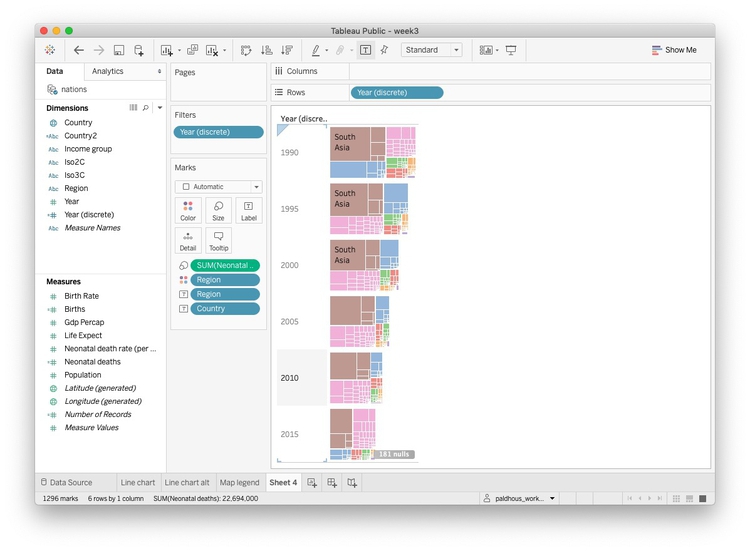 Tableau Public - week3
Standard
Show Me
Data
Analytics
nations
Dimensions
Country
Country2
Income group
Iso2C
Iso3C
Region
Year
Year (discrete)
Measure Names
Measures
Birth Rate
Births
Gdp Percap
Life Expect
Neonatal death rate (per ...
Neonatal deaths
Population
Latitude (generated)
Longitude (generated)
Number of Records
Measure Values
Pages
Filters
Year (discrete)
Marks
Automatic
Color
Size
Label
Detail
Tooltip
SUM(Neonatal ..
Region
Region
Country
Columns
Rows
Year (discrete)
Year (discre..
1990
South
Asia
1995
South
Asia
2000
South
Asia
2005
2010
2015
181 nulls
Data Source
Line chart
Line chart alt
Map legend
Sheet 4
1296 marks
6 rows by 1 column
SUM(Neonatal deaths): 22,694,000
paldhous_work...